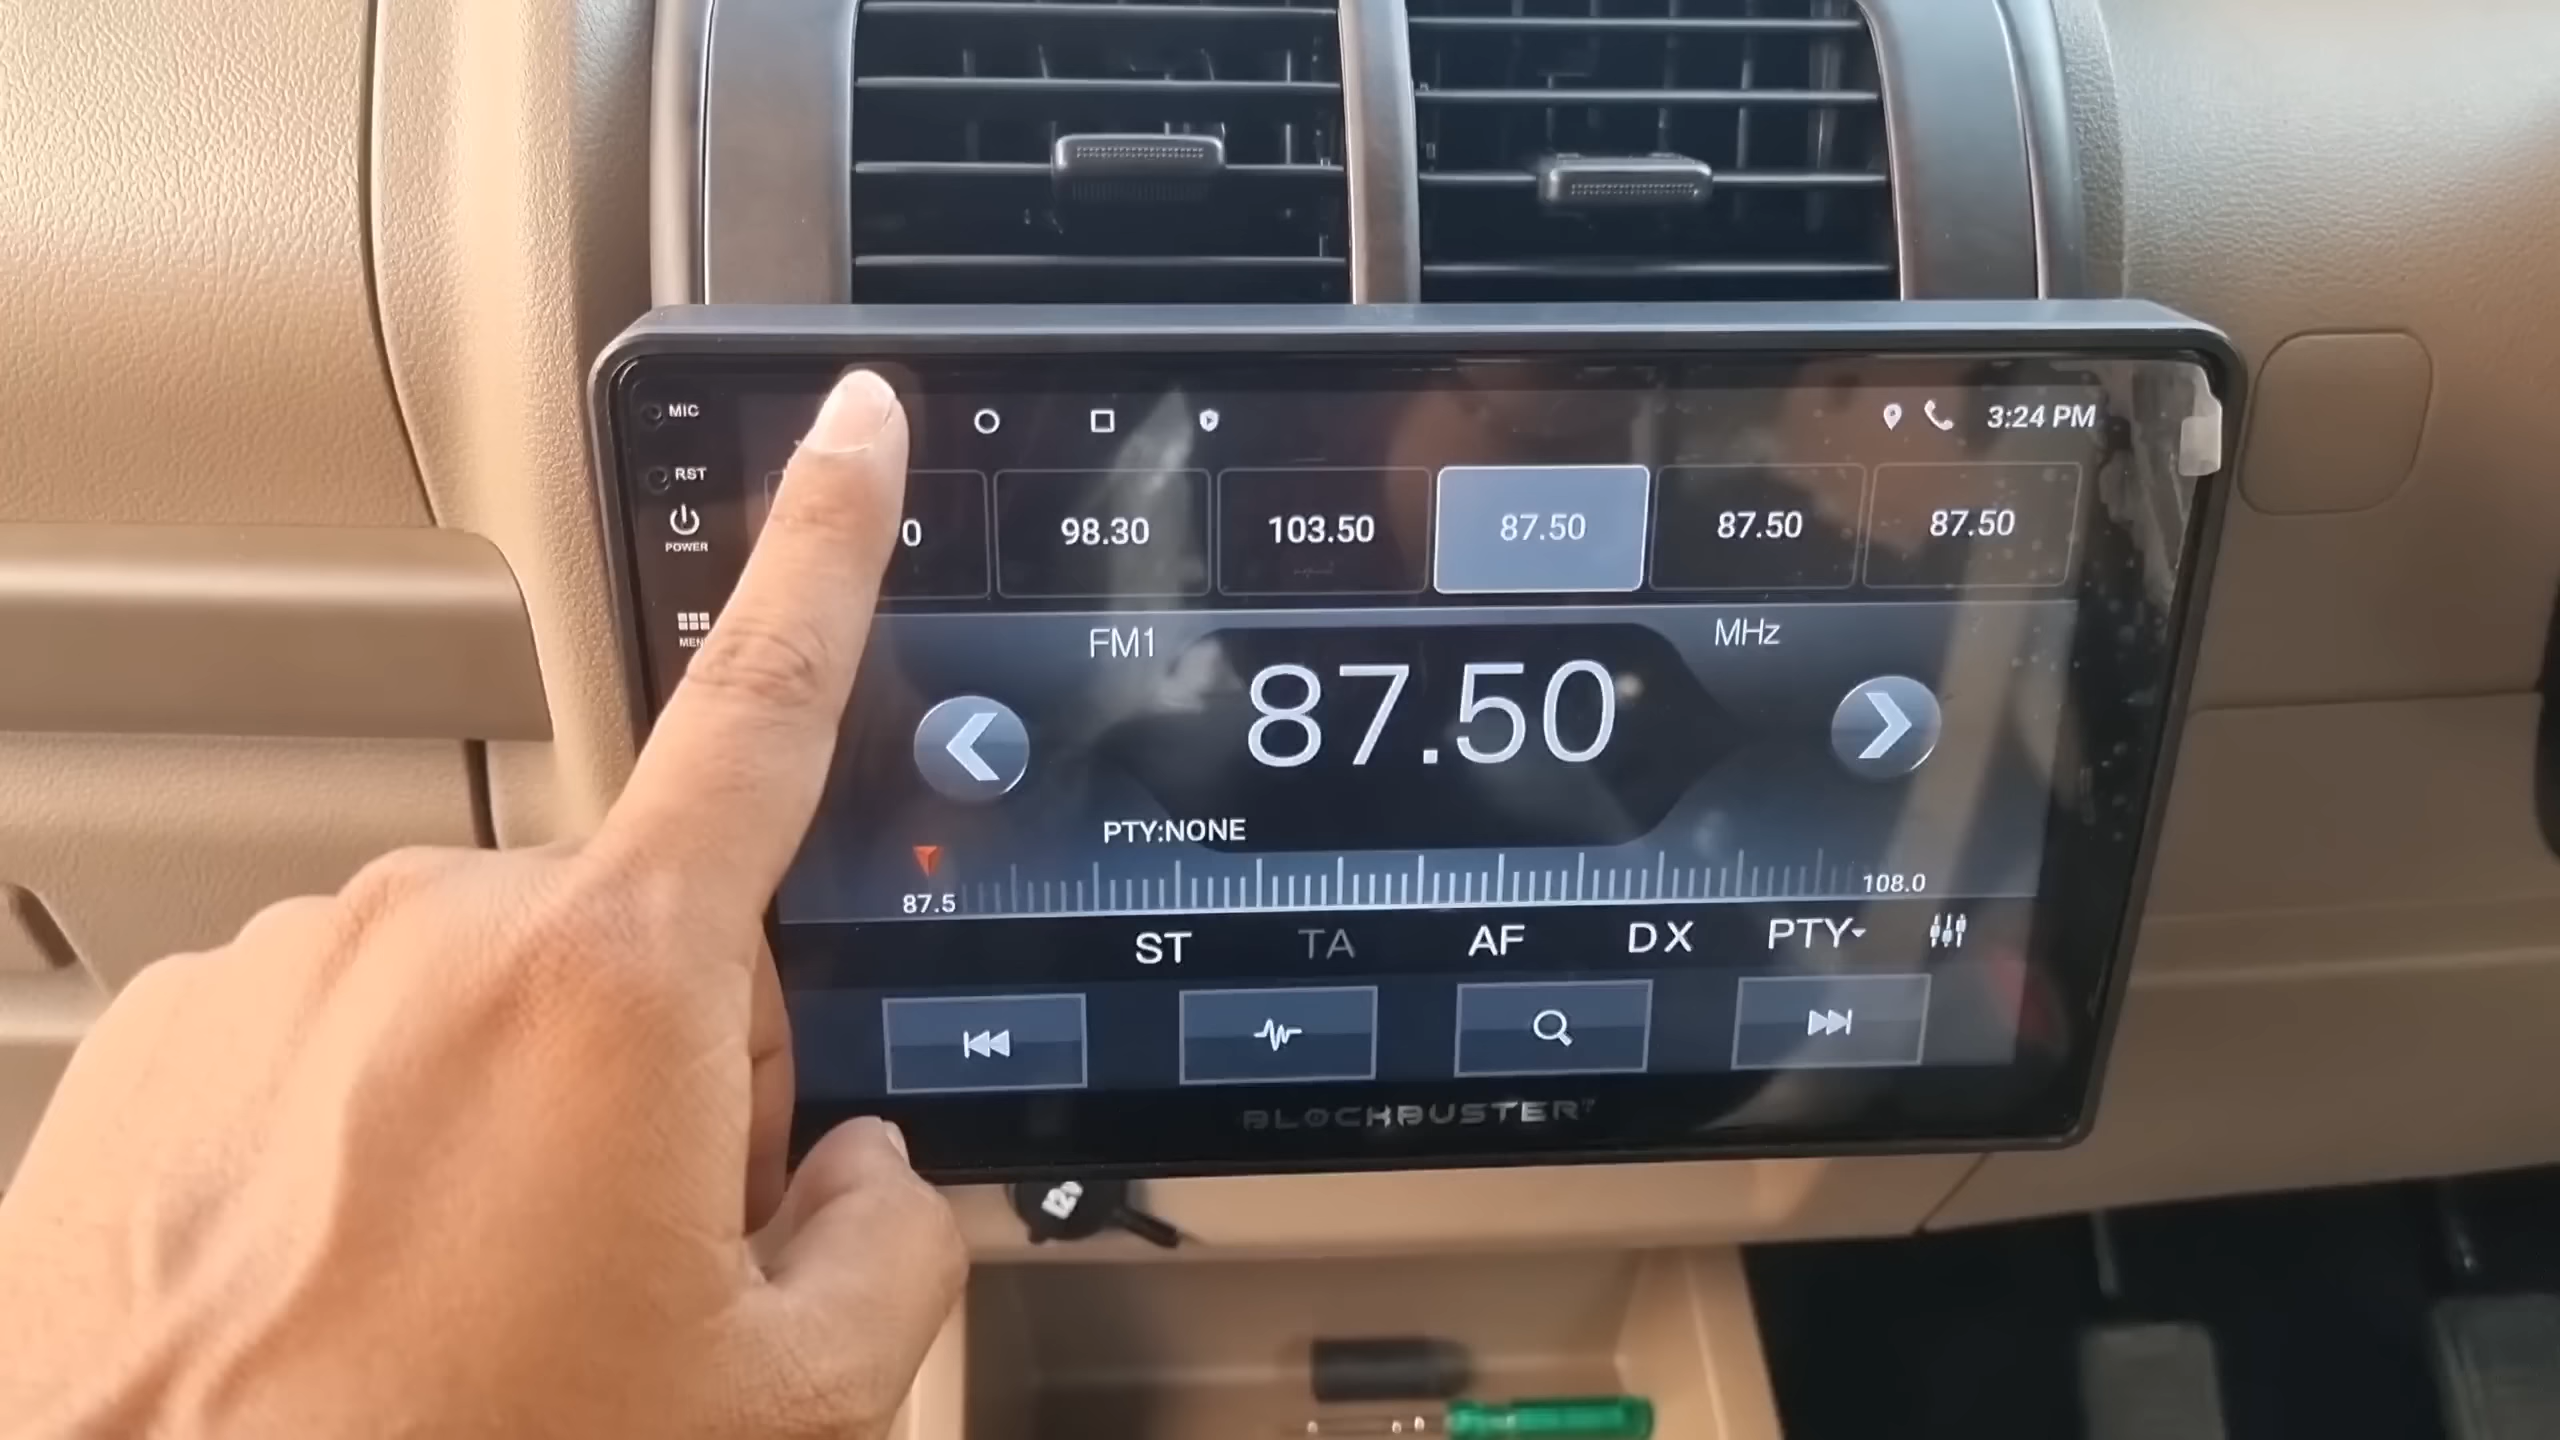 MIC
3:24 PM
RST
POWER
0 98.30 103.50 87.50 87.50 87.50
FM1 MHz
87.50
PTY:NONE
87.5 108.0
ST TA AF DX PTY
BLOCKBUSTER